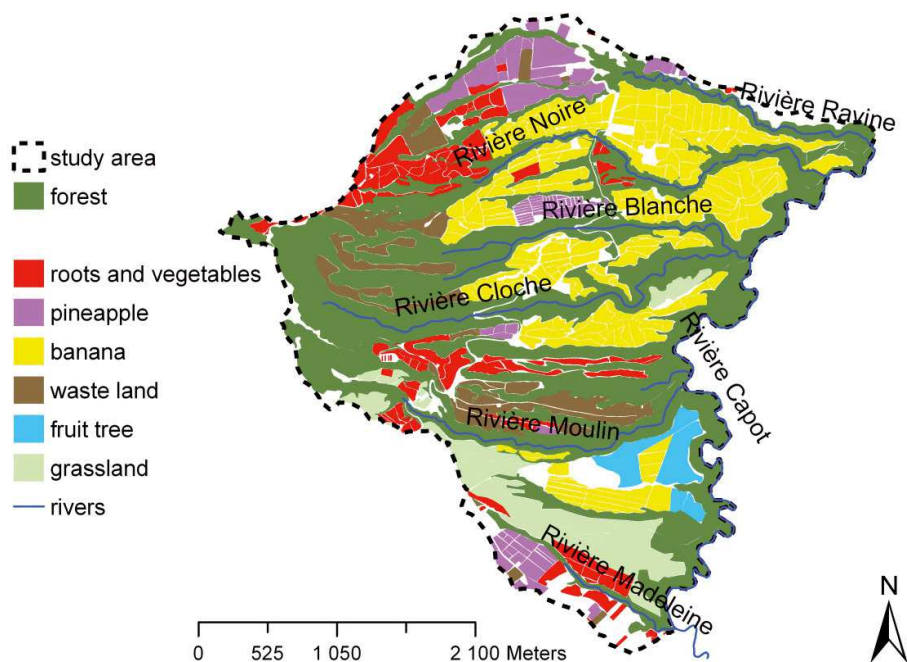 study area
forest
roots and vegetables
pineapple
banana
waste land
fruit tree
grassland
rivers
Rivière Ravine
Rivière Noire
Rivière Blanche
Rivière Cloche
Rivière Capot
Rivière Moulin
Rivière Madeleine
N
0 525 1 050 2 100 Meters